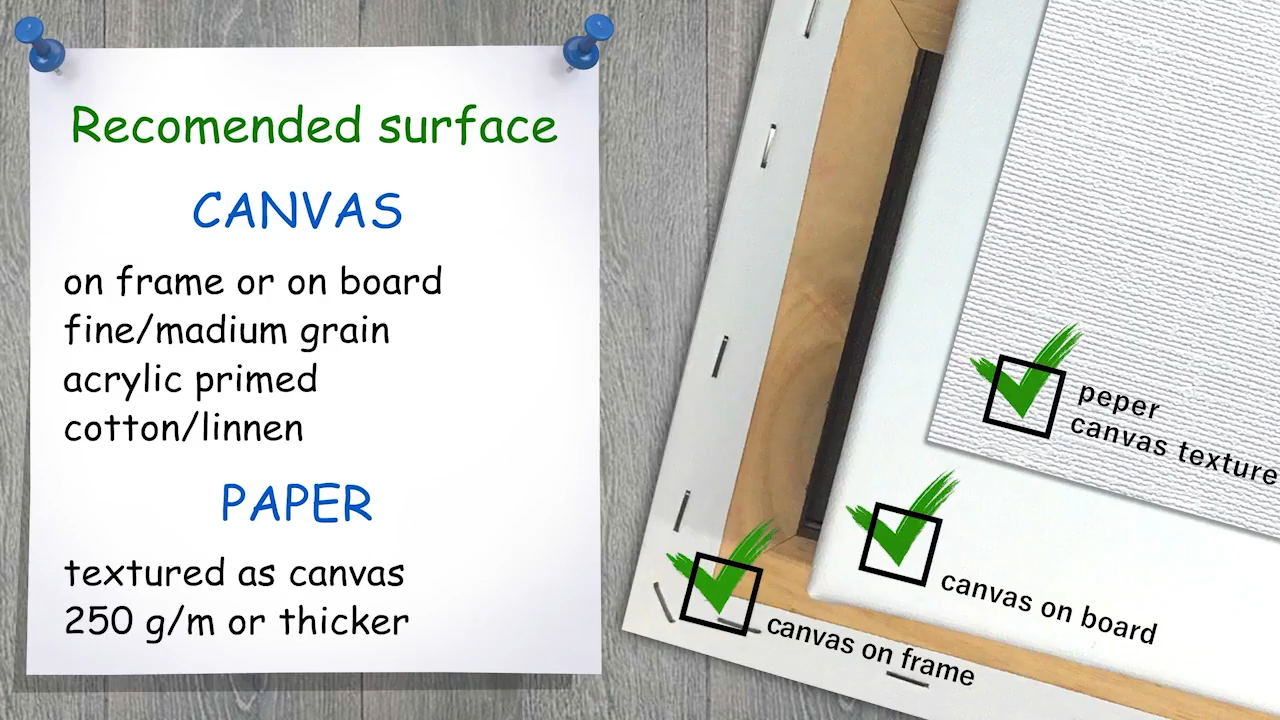 Recomended surface
CANVAS
on frame or on board
fine/madium grain
acrylic primed
cotton/linnen
PAPER
textured as canvas
250 g/m or thicker
peper
canvas texture
canvas on board
canvas on frame